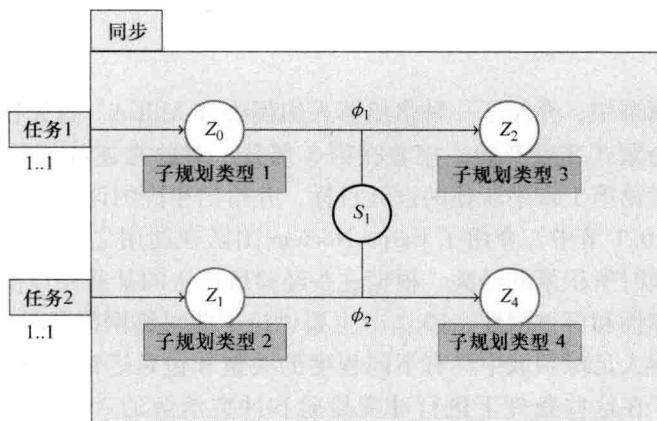 同步
任务1
1..1
Z0
子规划类型 1
ϕ1
Z2
子规划类型 3
S1
任务2
1..1
Z1
子规划类型 2
ϕ2
Z4
子规划类型 4